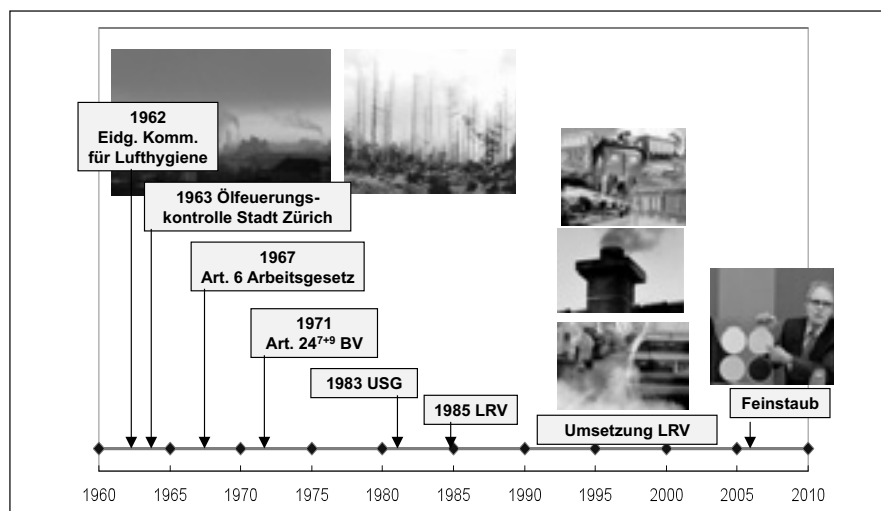 1962
Eidg. Komm.
für Lufthygiene
1963 Ölfeuerungs-
kontrolle Stadt Zürich
1967
Art. 6 Arbeitsgesetz
1971
Art. 24⁷⁺⁹ BV
1983 USG
1985 LRV
Umsetzung LRV
Feinstaub
1960 1965 1970 1975 1980 1985 1990 1995 2000 2005 2010